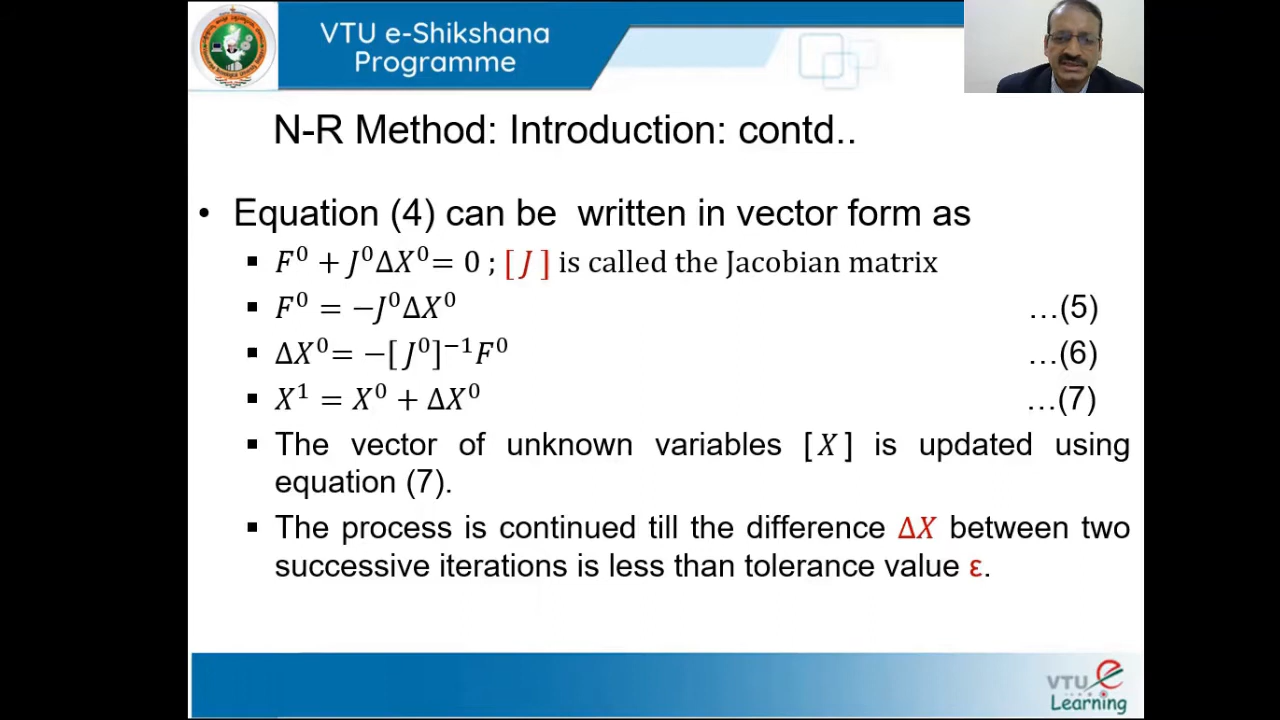 VTU e-Shikshana
Programme
N-R Method: Introduction: contd..
• Equation (4) can be written in vector form as
▪ F⁰ + J⁰ΔX⁰= 0 ; [ J ] is called the Jacobian matrix
▪ F⁰ = −J⁰ΔX⁰ …(5)
▪ ΔX⁰= −[ J⁰]⁻¹F⁰ …(6)
▪ X¹ = X⁰ + ΔX⁰ …(7)
▪ The vector of unknown variables [ X ] is updated using
equation (7).
▪ The process is continued till the difference ΔX between two
successive iterations is less than tolerance value ε.
VTU e
Learning